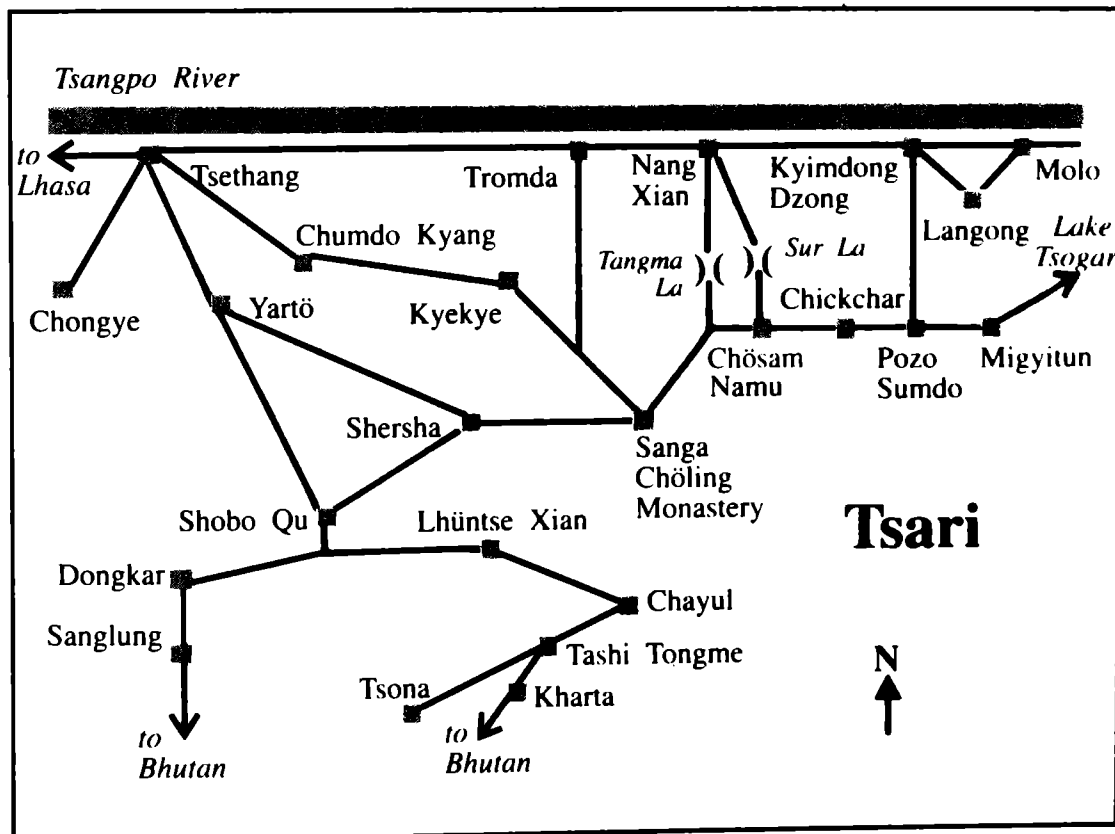 Tsangpo River
to
Lhasa
Tsethang
Tromda
Nang
Xian
Kyimdong
Dzong
Molo
Langong
Lake
Tsogar
Chumdo Kyang
Tangma
La
Sur La
Chongye
Yartö
Kyekye
Chickchar
Chösam
Namu
Pozo
Sumdo
Migyitun
Shersha
Sanga
Chöling
Monastery
Shobo Qu
Lhüntse Xian
Tsari
Dongkar
Chayul
Sanglung
Tashi Tongme
N
Tsona
Kharta
to
Bhutan
to
Bhutan